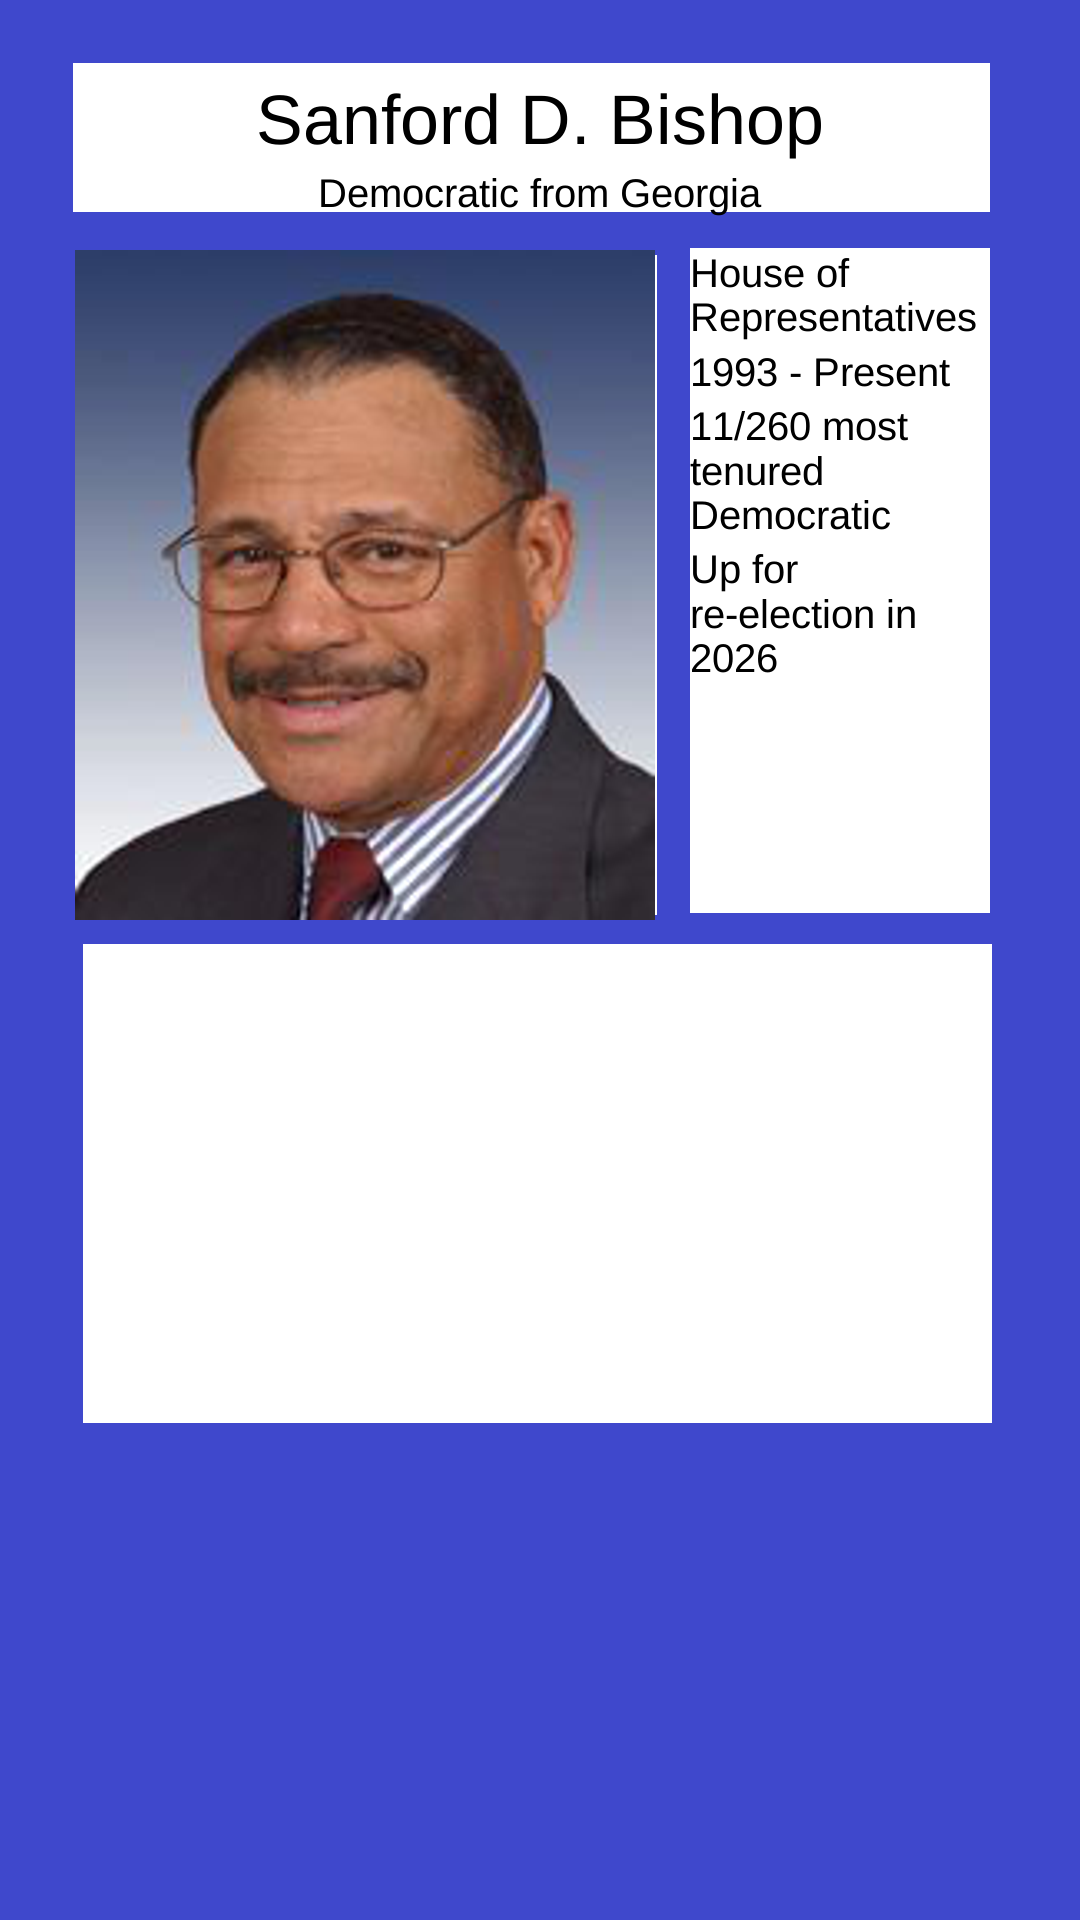 Sanford D. Bishop
Democratic from Georgia
House of
Representatives
1993 - Present
11/260 most
tenured
Democratic
Up for
re-election in
2026